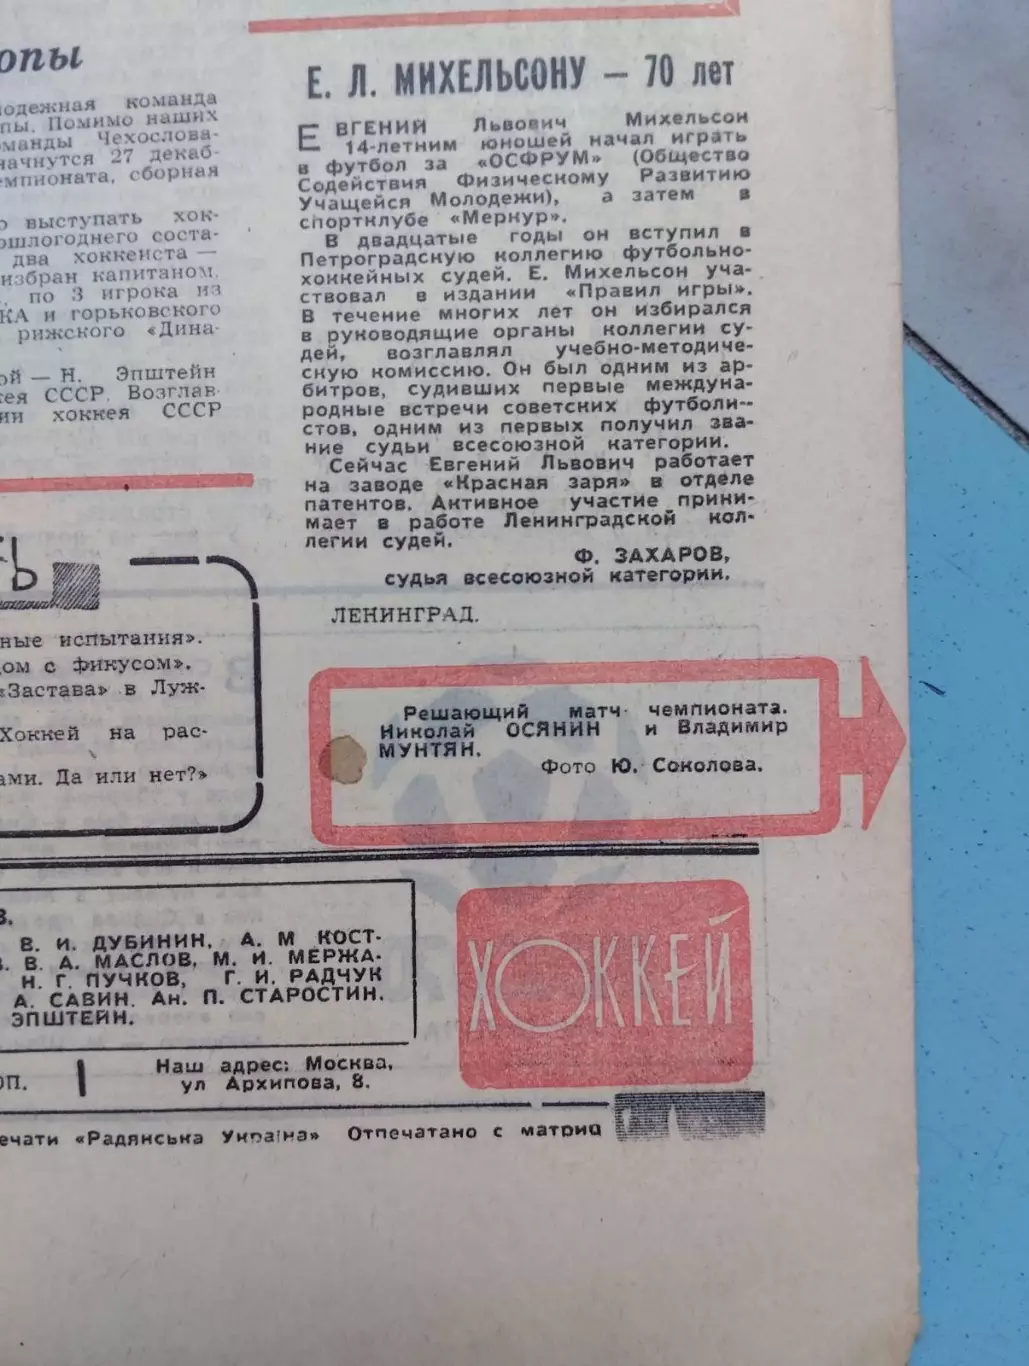 опы
лодежная команда
пы. Помимо наших
оманды Чехослова-
начнутся 27 декаб-
емпионата, сборная
о выступать хок-
ошлогоднего соста-
два хоккеиста —
избран капитаном.
по 3 игрока из
КА и горьковского
рижского «Дина-
ой — Н. Эпштейн
кея СССР. Возглав-
ии хоккея СССР
Е. Л. МИХЕЛЬСОНУ — 70 лет
ЕВГЕНИЙ Львович Михельсон
14-летним юношей начал играть
в футбол за «ОСФРУМ» (Общество
Содействия Физическому Развитию
Учащейся Молодежи), а затем в
спортклубе «Меркур».
В двадцатые годы он вступил в
Петроградскую коллегию футбольно-
хоккейных судей. Е. Михельсон уча-
ствовал в издании «Правил игры».
В течение многих лет он избирался
в руководящие органы коллегии су-
дей, возглавлял учебно-методиче-
скую комиссию. Он был одним из ар-
битров, судивших первые междуна-
родные встречи советских футболи-
стов, одним из первых получил зва-
ние судьи всесоюзной категории.
Сейчас Евгений Львович работает
на заводе «Красная заря» в отделе
патентов. Активное участие прини-
мает в работе Ленинградской кол-
легии судей.
Ф. ЗАХАРОВ,
судья всесоюзной категории.
ЛЕНИНГРАД.
ные испытания».
дом с фикусом».
«Застава» в Луж-
Хоккей на рас-
ами. Да или нет?»
Решающий матч чемпионата.
Николай ОСЯНИН и Владимир
МУНТЯН.
Фото Ю. Соколова.
В. И. ДУБИНИН, А. М КОСТ-
В. А. МАСЛОВ, М. И. МЕРЖА-
Н. Г. ПУЧКОВ, Г. И. РАДЧУК
А. САВИН. Ан. П. СТАРОСТИН.
ЭПШТЕЙН.
ХОККЕЙ
оп.
Наш адрес: Москва,
ул Архипова, 8.
ечати «Радянська Україна» Отпечатано с матриц